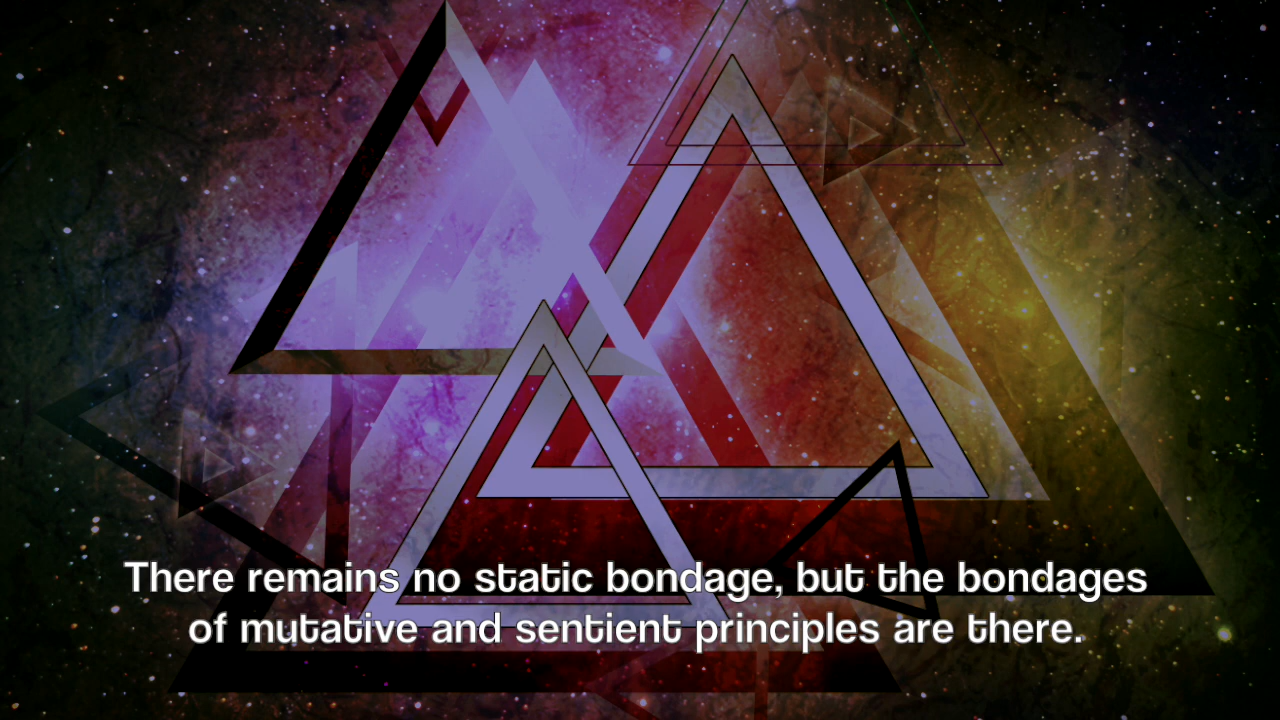 There remains no static bondage, but the bondages
of mutative and sentient principles are there.